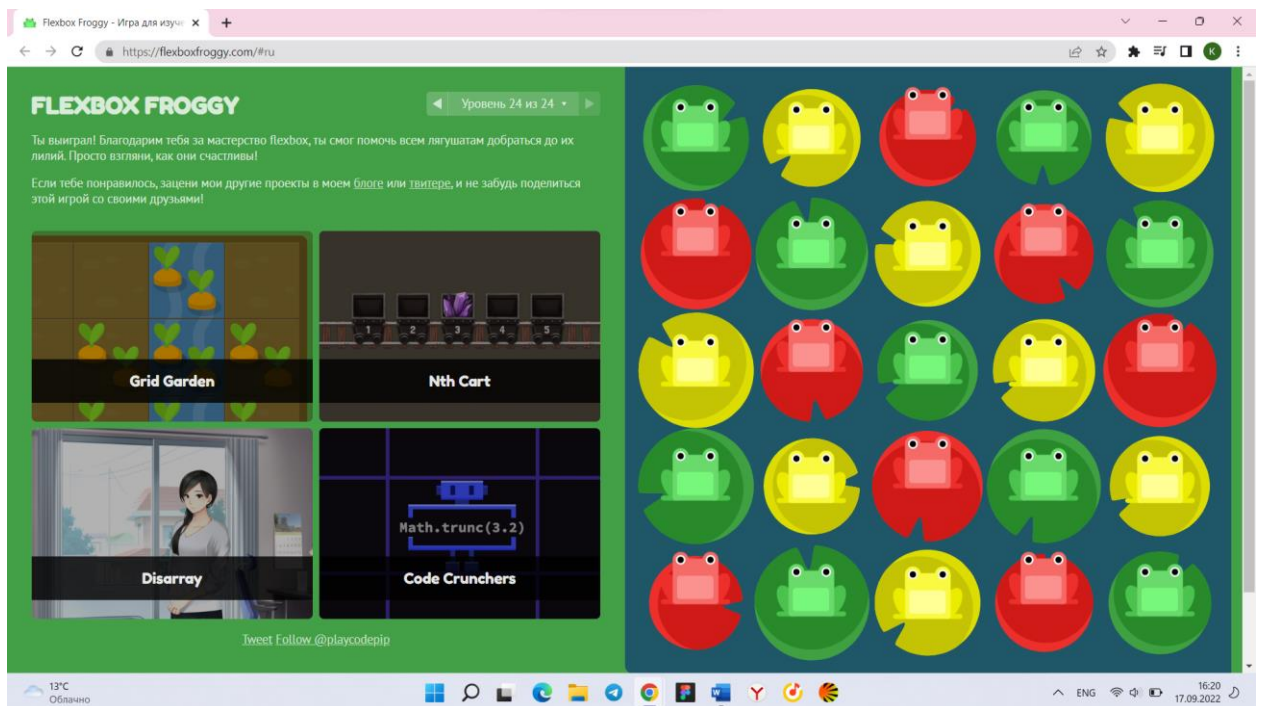 Flexbox Froggy - Игра для изуче
https://flexboxfroggy.com/#ru
K
FLEXBOX FROGGY
Уровень 24 из 24
Ты выиграл! Благодарим тебя за мастерство flexbox, ты смог помочь всем лягушатам добраться до их
лилий. Просто взгляни, как они счастливы!
Если тебе понравилось, зацени мои другие проекты в моем блоге или твитере, и не забудь поделиться
этой игрой со своими друзьями!
1 2 3 4 5
Grid Garden
Nth Cart
Math.trunc(3.2)
Disarray
Code Crunchers
Tweet Follow @playcodepip
13°C
Облачно
ENG
16:20
17.09.2022